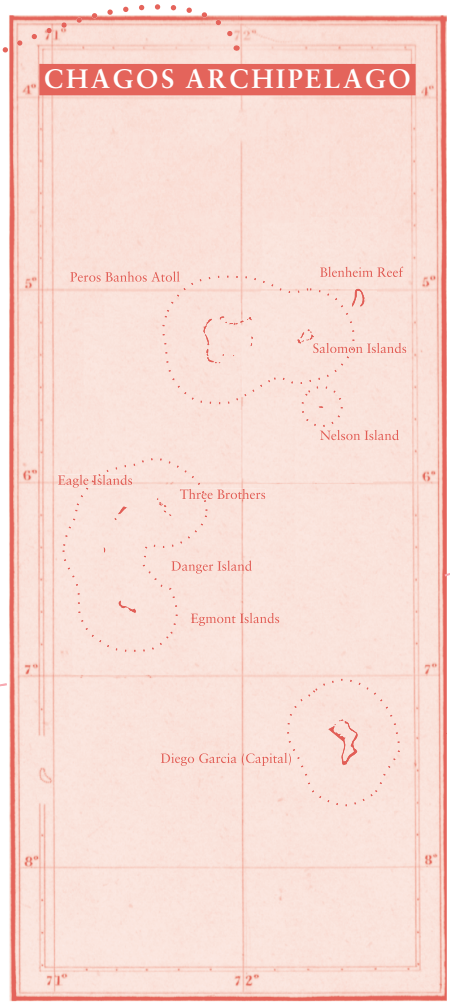 71° 72°
CHAGOS ARCHIPELAGO
4° 4°
Peros Banhos Atoll
Blenheim Reef
5° 5°
Salomon Islands
Nelson Island
6° 6°
Eagle Islands
Three Brothers
Danger Island
Egmont Islands
7° 7°
Diego Garcia (Capital)
8° 8°
71° 72°